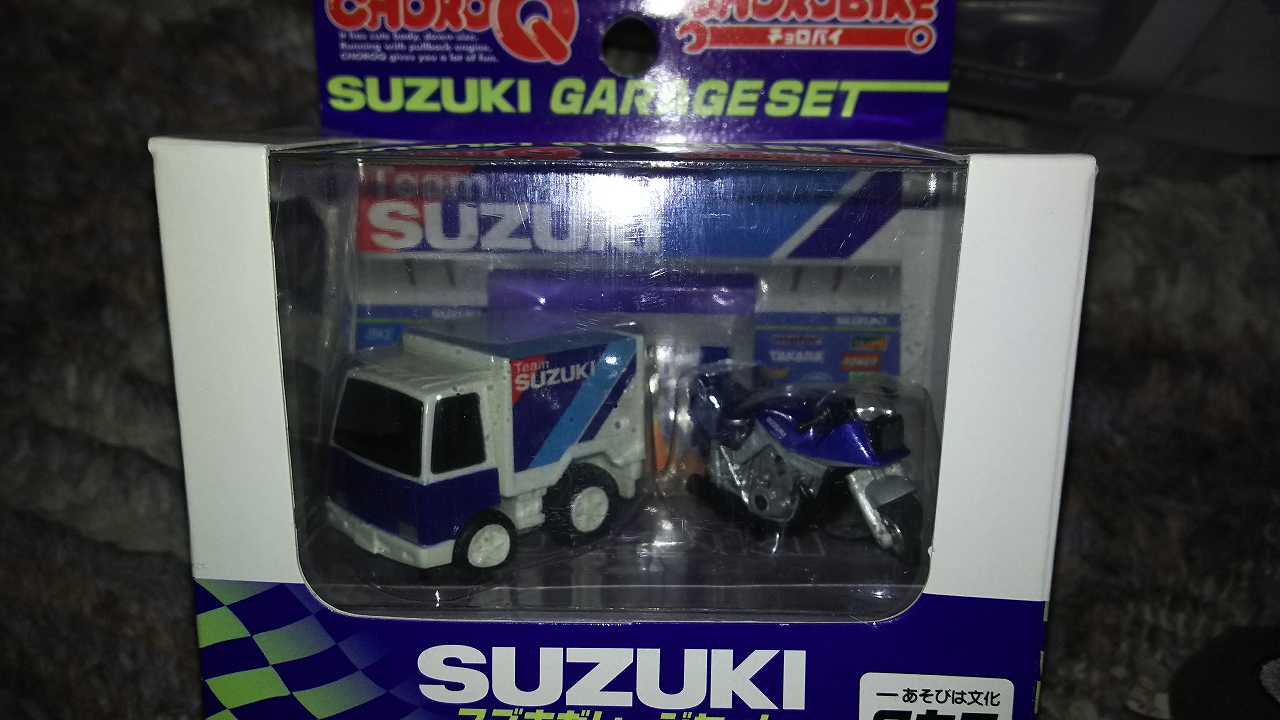 CHORO Q
It has cute body, down size.
Running with pullback engine.
CHOROQ gives you a lot of fun.
CHOROBIKE
チョロバイ
SUZUKI GARAGE SET
Team
SUZUKI
SUZUKI
SUZUKI
TAKARA
Team
SUZUKI
SUZUKI
一あそびは文化